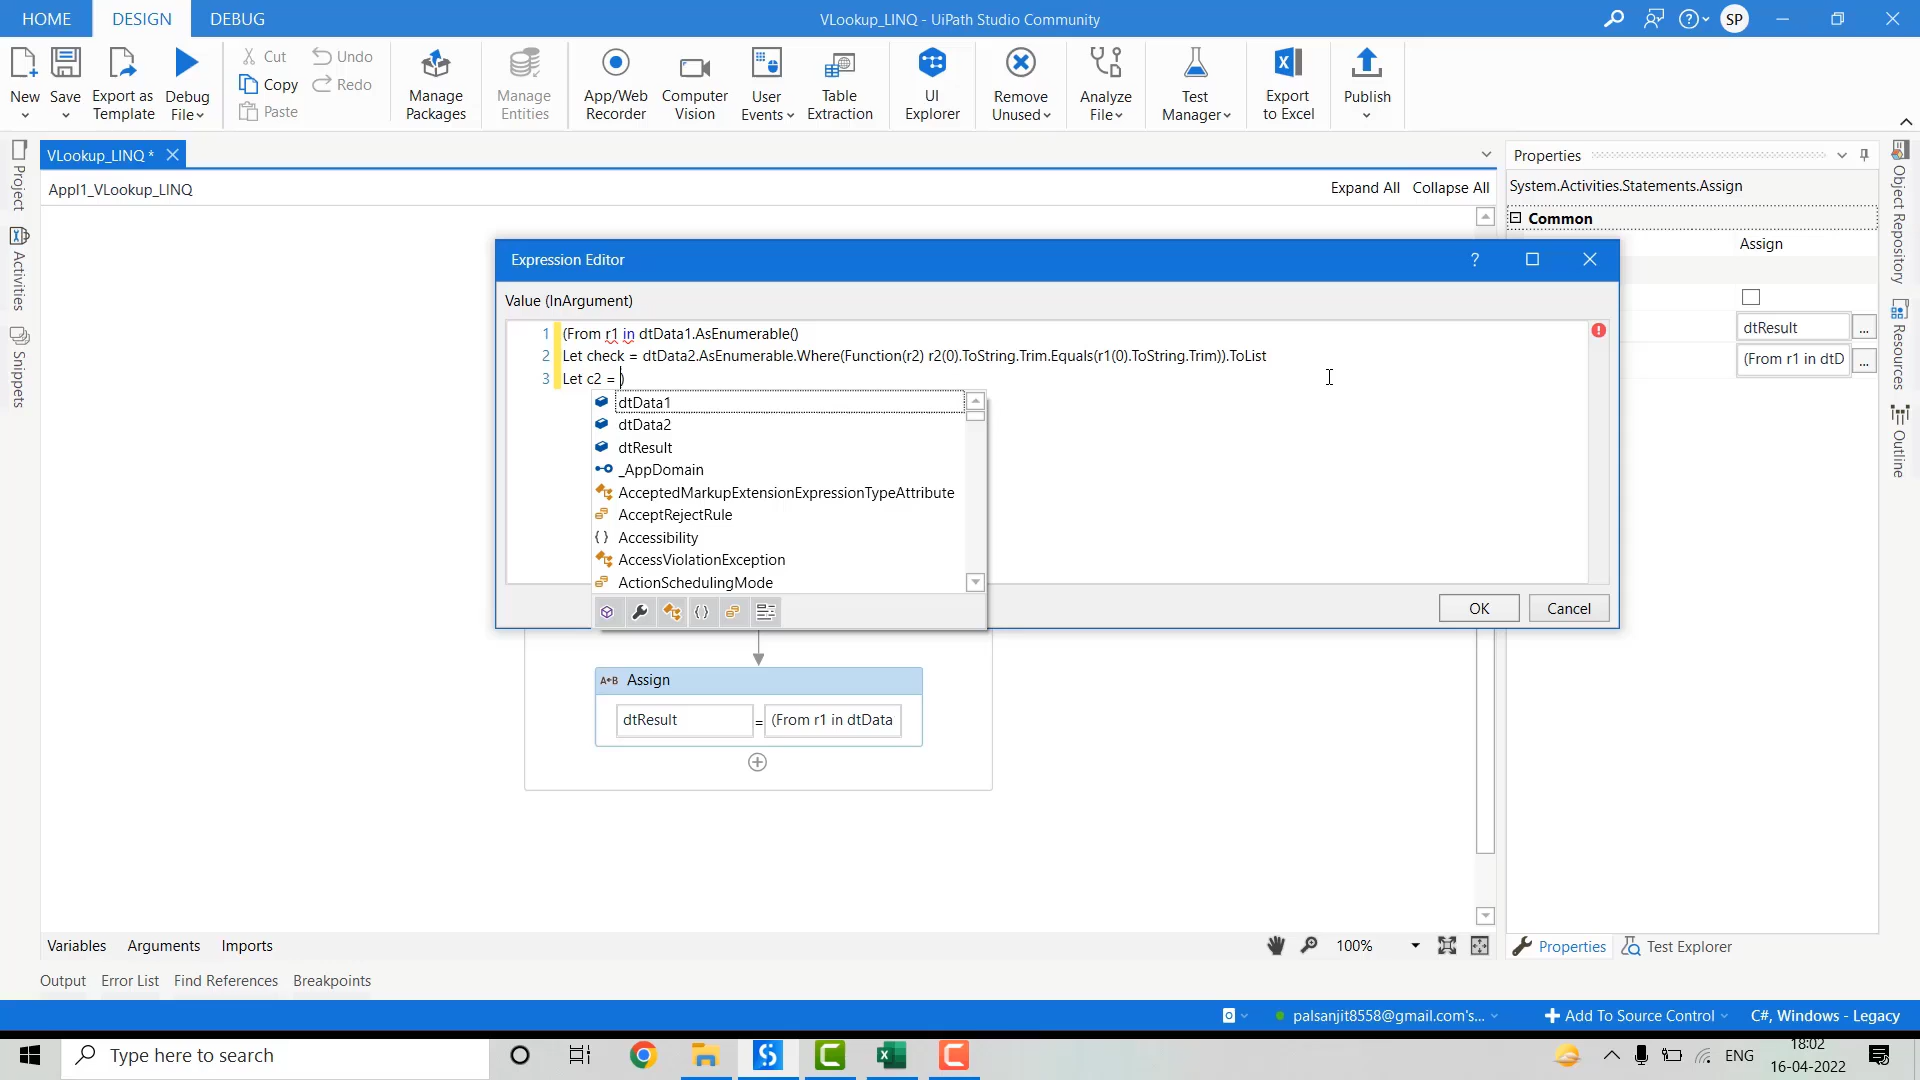 HOME DESIGN DEBUG
VLookup_LINQ - UiPath Studio Community
SP
New
Save
Export as
Template
Debug
File
Cut
Copy
Paste
Undo
Redo
Manage
Packages
Manage
Entities
App/Web
Recorder
Computer
Vision
User
Events
Table
Extraction
UI
Explorer
Remove
Unused
Analyze
File
Test
Manager
Export
to Excel
Publish
Project
Activities
Snippets
VLookup_LINQ *
Appl1_VLookup_LINQ
Expand All Collapse All
Expression Editor
?
Value (InArgument)
1 (From r1 in dtData1.AsEnumerable()
2 Let check = dtData2.AsEnumerable.Where(Function(r2) r2(0).ToString.Trim.Equals(r1(0).ToString.Trim)).ToList
3 Let c2 = )
dtData1
dtData2
dtResult
_AppDomain
AcceptedMarkupExtensionExpressionTypeAttribute
AcceptRejectRule
Accessibility
AccessViolationException
ActionSchedulingMode
OK Cancel
A+B Assign
dtResult = (From r1 in dtData
Properties
System.Activities.Statements.Assign
Common
Assign
dtResult ...
(From r1 in dtD ...
Object Repository
Resources
Outline
Variables Arguments Imports
100%
Properties Test Explorer
Output Error List Find References Breakpoints
palsanjit8558@gmail.com's...
Add To Source Control
C#, Windows - Legacy
Type here to search
ENG
18:02
16-04-2022